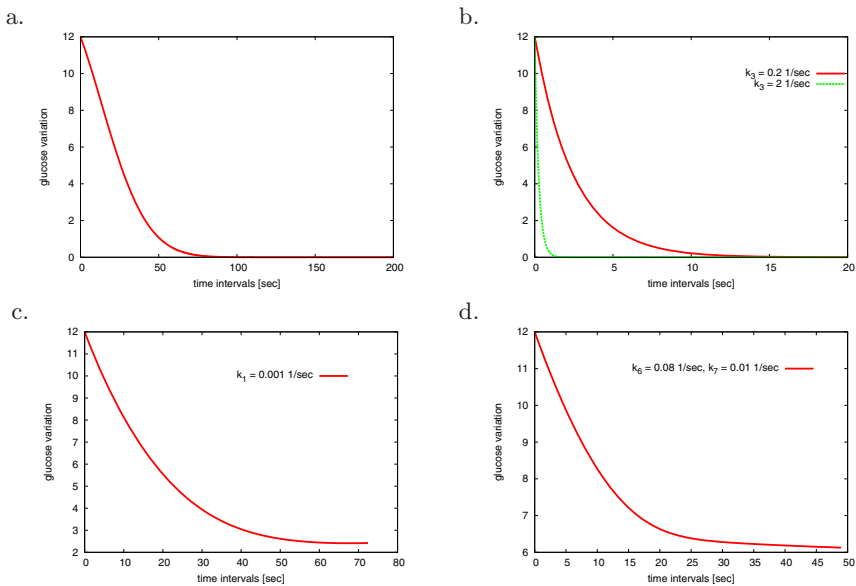 a.
12
10
8
6
4
2
0
0 50 100 150 200
glucose variation
time intervals [sec]
b.
12
10
8
6
4
2
0
0 5 10 15 20
glucose variation
time intervals [sec]
k3 = 0.2 1/sec
k3 = 2 1/sec
c.
12
11
10
9
8
7
6
5
4
3
2
0 10 20 30 40 50 60 70 80
glucose variation
time intervals [sec]
k1 = 0.001 1/sec
d.
12
11
10
9
8
7
6
0 5 10 15 20 25 30 35 40 45 50
glucose variation
time intervals [sec]
k6 = 0.08 1/sec, k7 = 0.01 1/sec